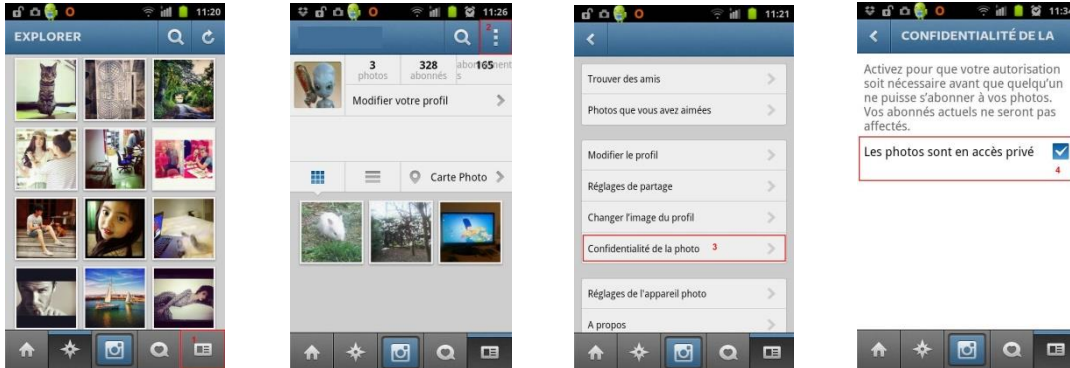 11:20
EXPLORER
1
11:26
2
3 328 165
photos abonnés abonnements
Modifier votre profil
Carte Photo
11:21
Trouver des amis
Photos que vous avez aimées
Modifier le profil
Réglages de partage
Changer l'image du profil
Confidentialité de la photo 3
Réglages de l'appareil photo
A propos
11:34
CONFIDENTIALITÉ DE LA
Activez pour que votre autorisation
soit nécessaire avant que quelqu'un
ne puisse s'abonner à vos photos.
Vos abonnés actuels ne seront pas
affectés.
Les photos sont en accès privé
4